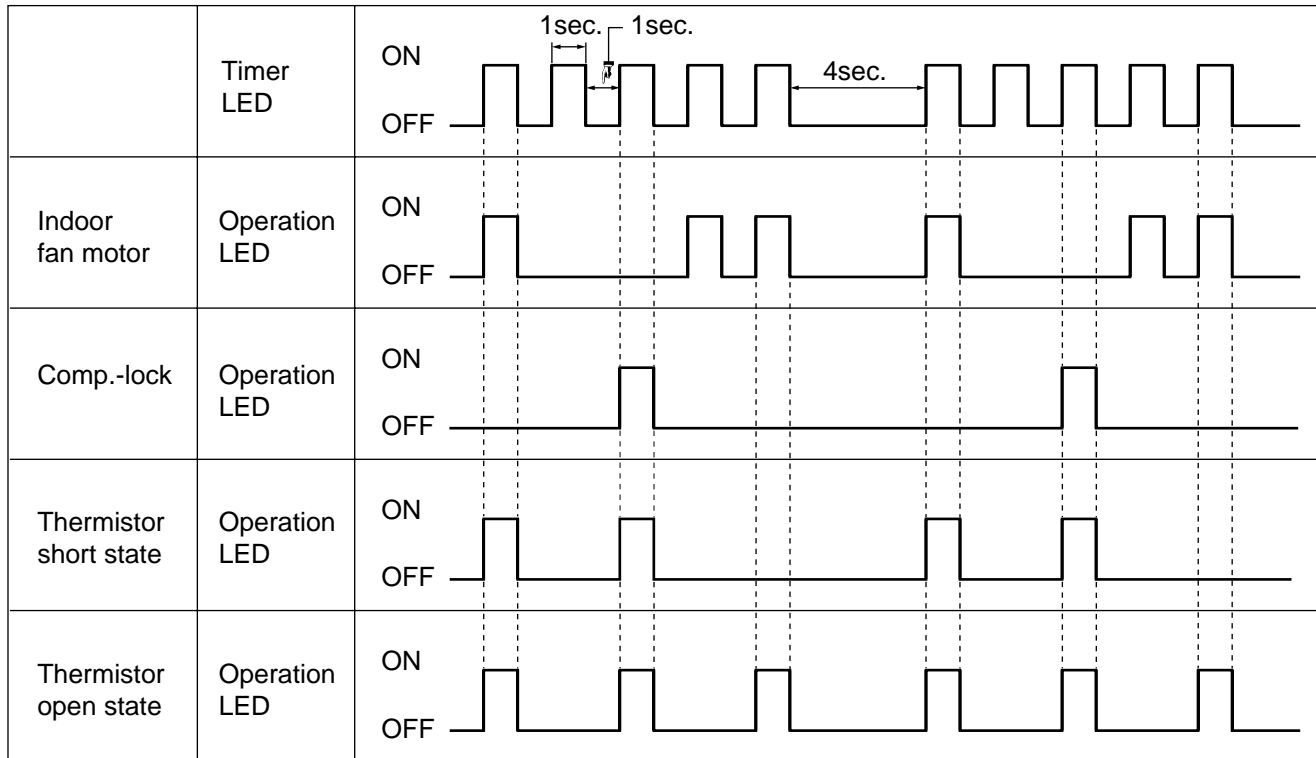 1sec. 1sec.
Timer
LED
ON
4sec.
OFF
Indoor
fan motor
Operation
LED
ON
OFF
Comp.-lock
Operation
LED
ON
OFF
Thermistor
short state
Operation
LED
ON
OFF
Thermistor
open state
Operation
LED
ON
OFF